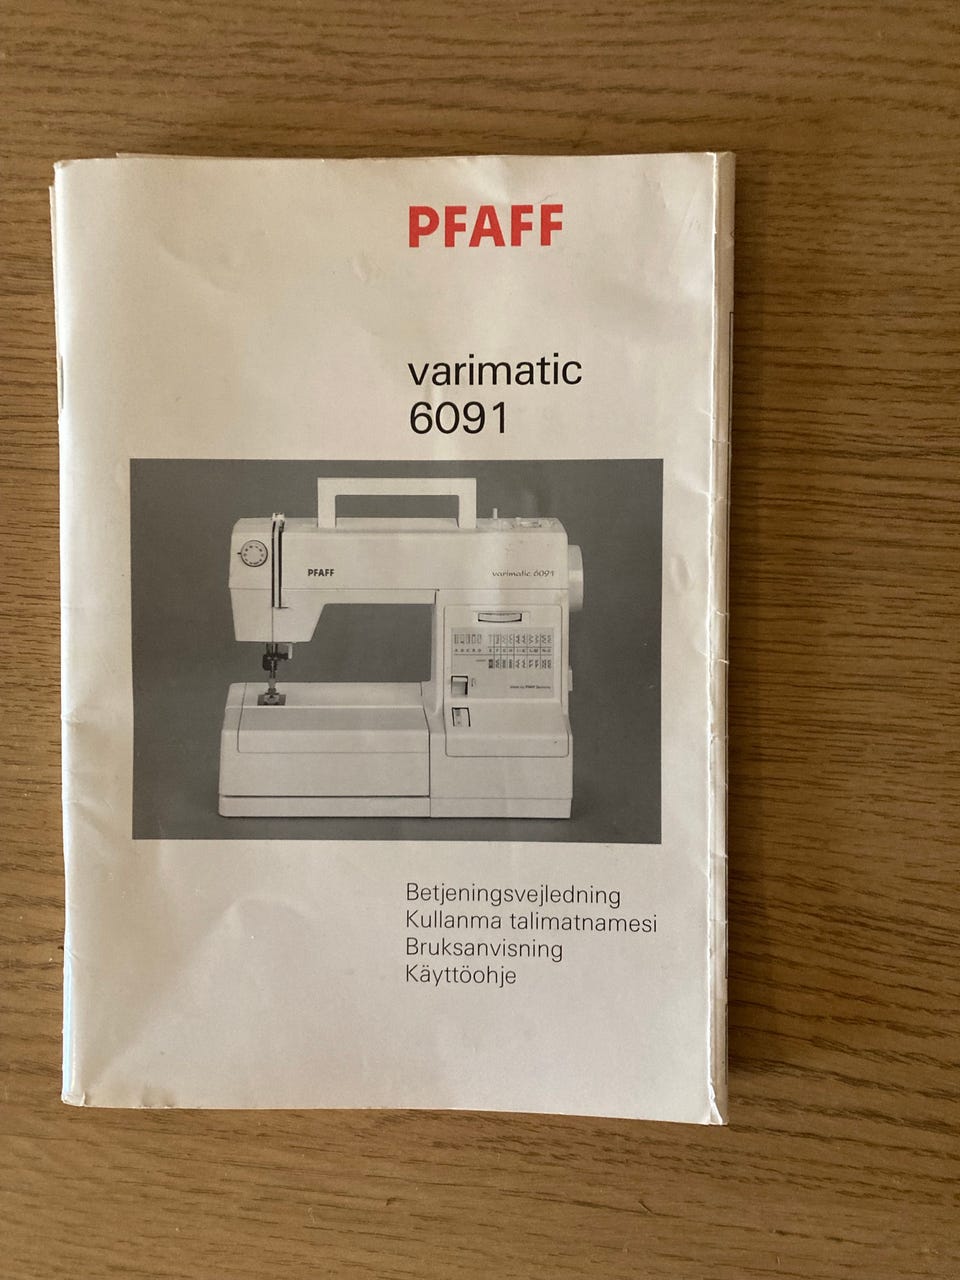 PFAFF
varimatic
6091
PFAFF
varimatic 6091
Betjeningsvejledning
Kullanma talimatnamesi
Bruksanvisning
Käyttöohje